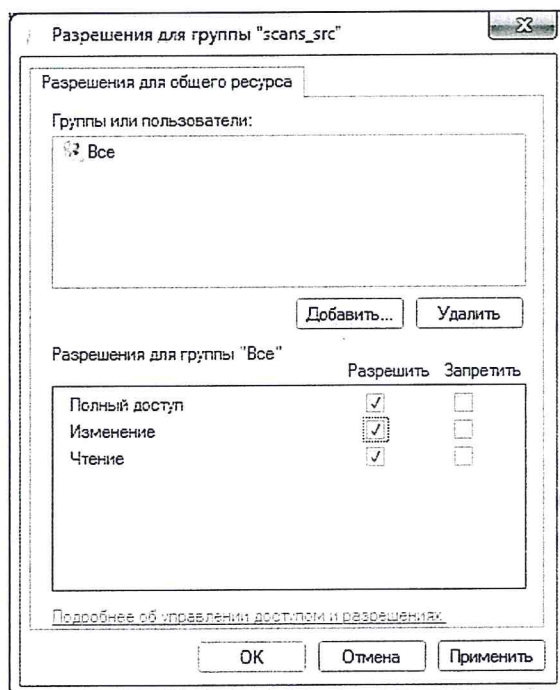 Разрешения для группы "scans_src"
Разрешения для общего ресурса
Группы или пользователи:
Все
Добавить... Удалить
Разрешения для группы "Все"
Разрешить Запретить
Полный доступ
Изменение
Чтение
Подробнее об управлении доступом и разрешениях
ОК Отмена Применить